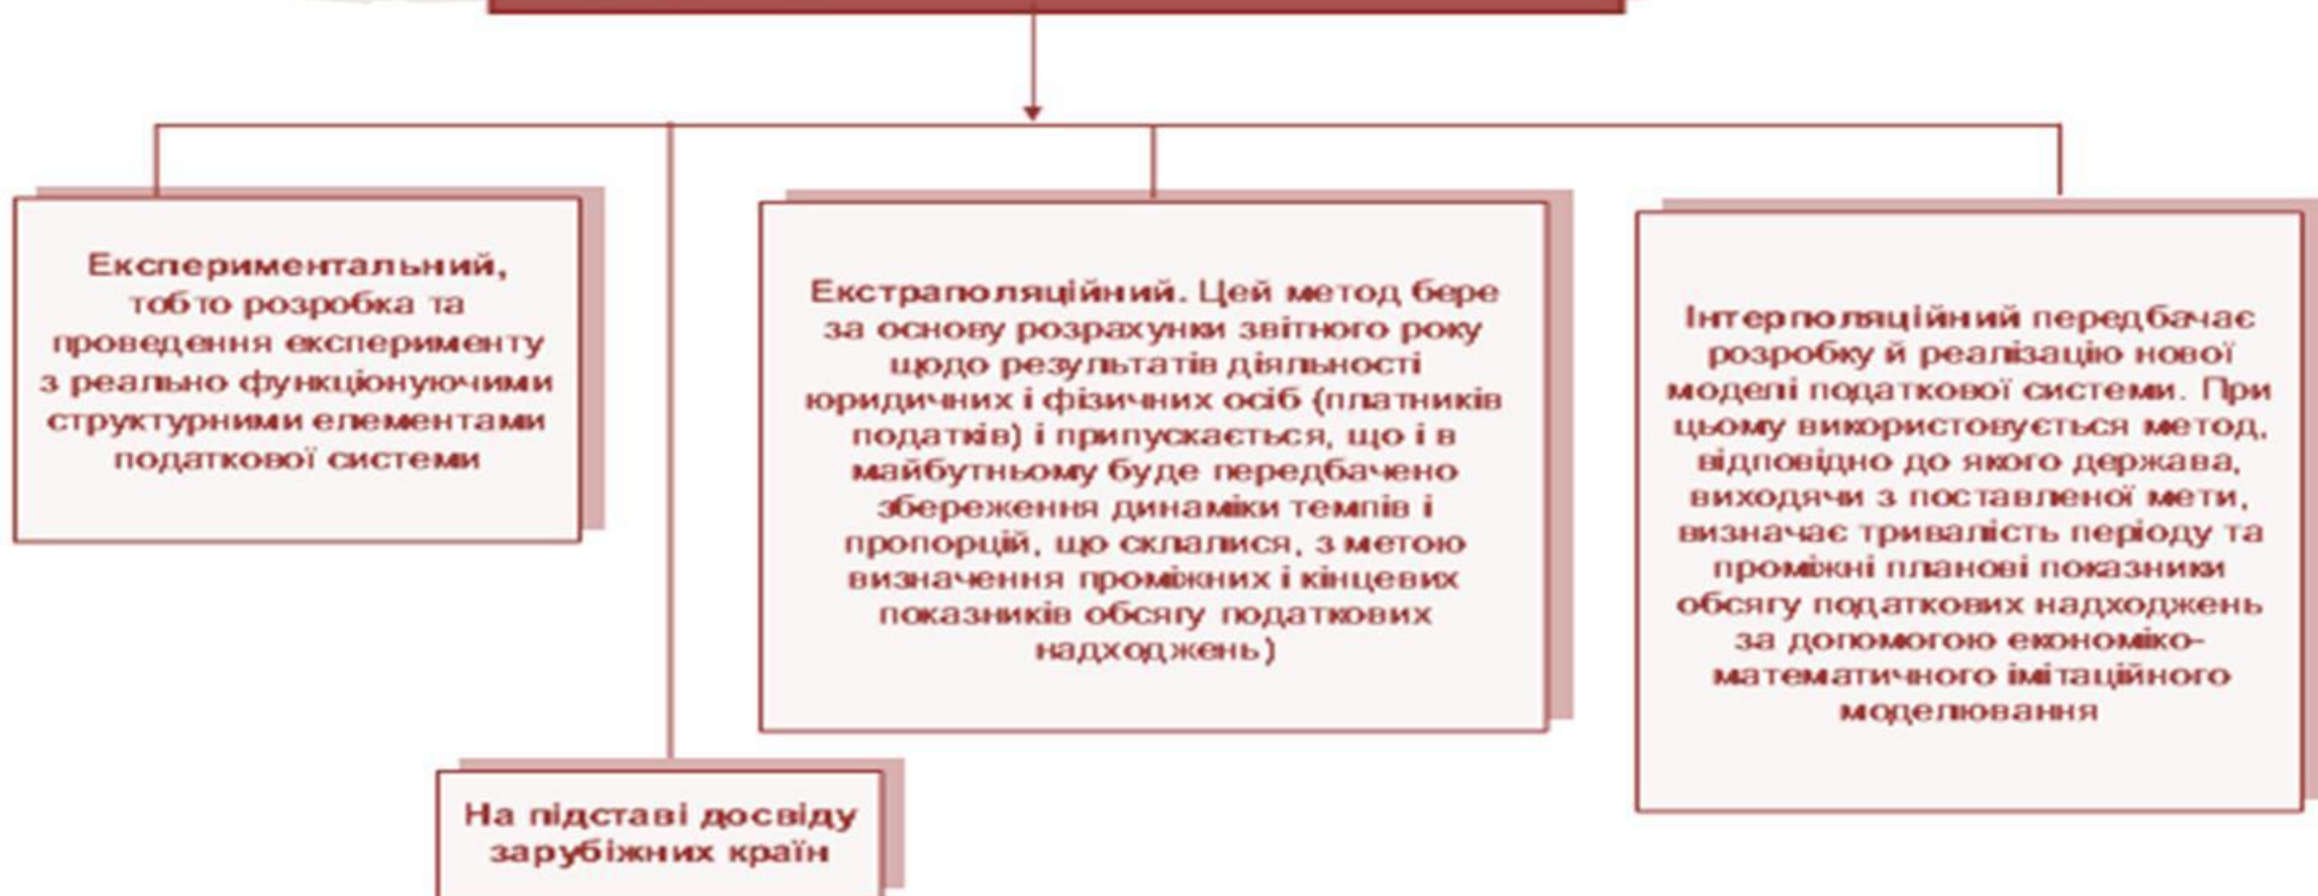 Експериментальний,
тобто розробка та
проведення експерименту
з реально функціонуючими
структурними елементами
податкової системи
На підставі досвіду
зарубіжних країн
Екстраполяційний. Цей метод бере
за основу розрахунки звітного року
щодо результатів діяльності
юридичних і фізичних осіб (платників
податків) і припускається, що і в
майбутньому буде передбачено
збереження динаміки темпів і
пропорцій, що склалися, з метою
визначення проміжних і кінцевих
показників обсягу податкових
надходжень)
Інтерполяційний передбачає
розробку й реалізацію нової
моделі податкової системи. При
цьому використовується метод,
відповідно до якого держава,
виходячи з поставленої мети,
визначає тривалість періоду та
проміжні планові показники
обсягу податкових надходжень
за допомогою економіко-
математичного імітаційного
моделювання